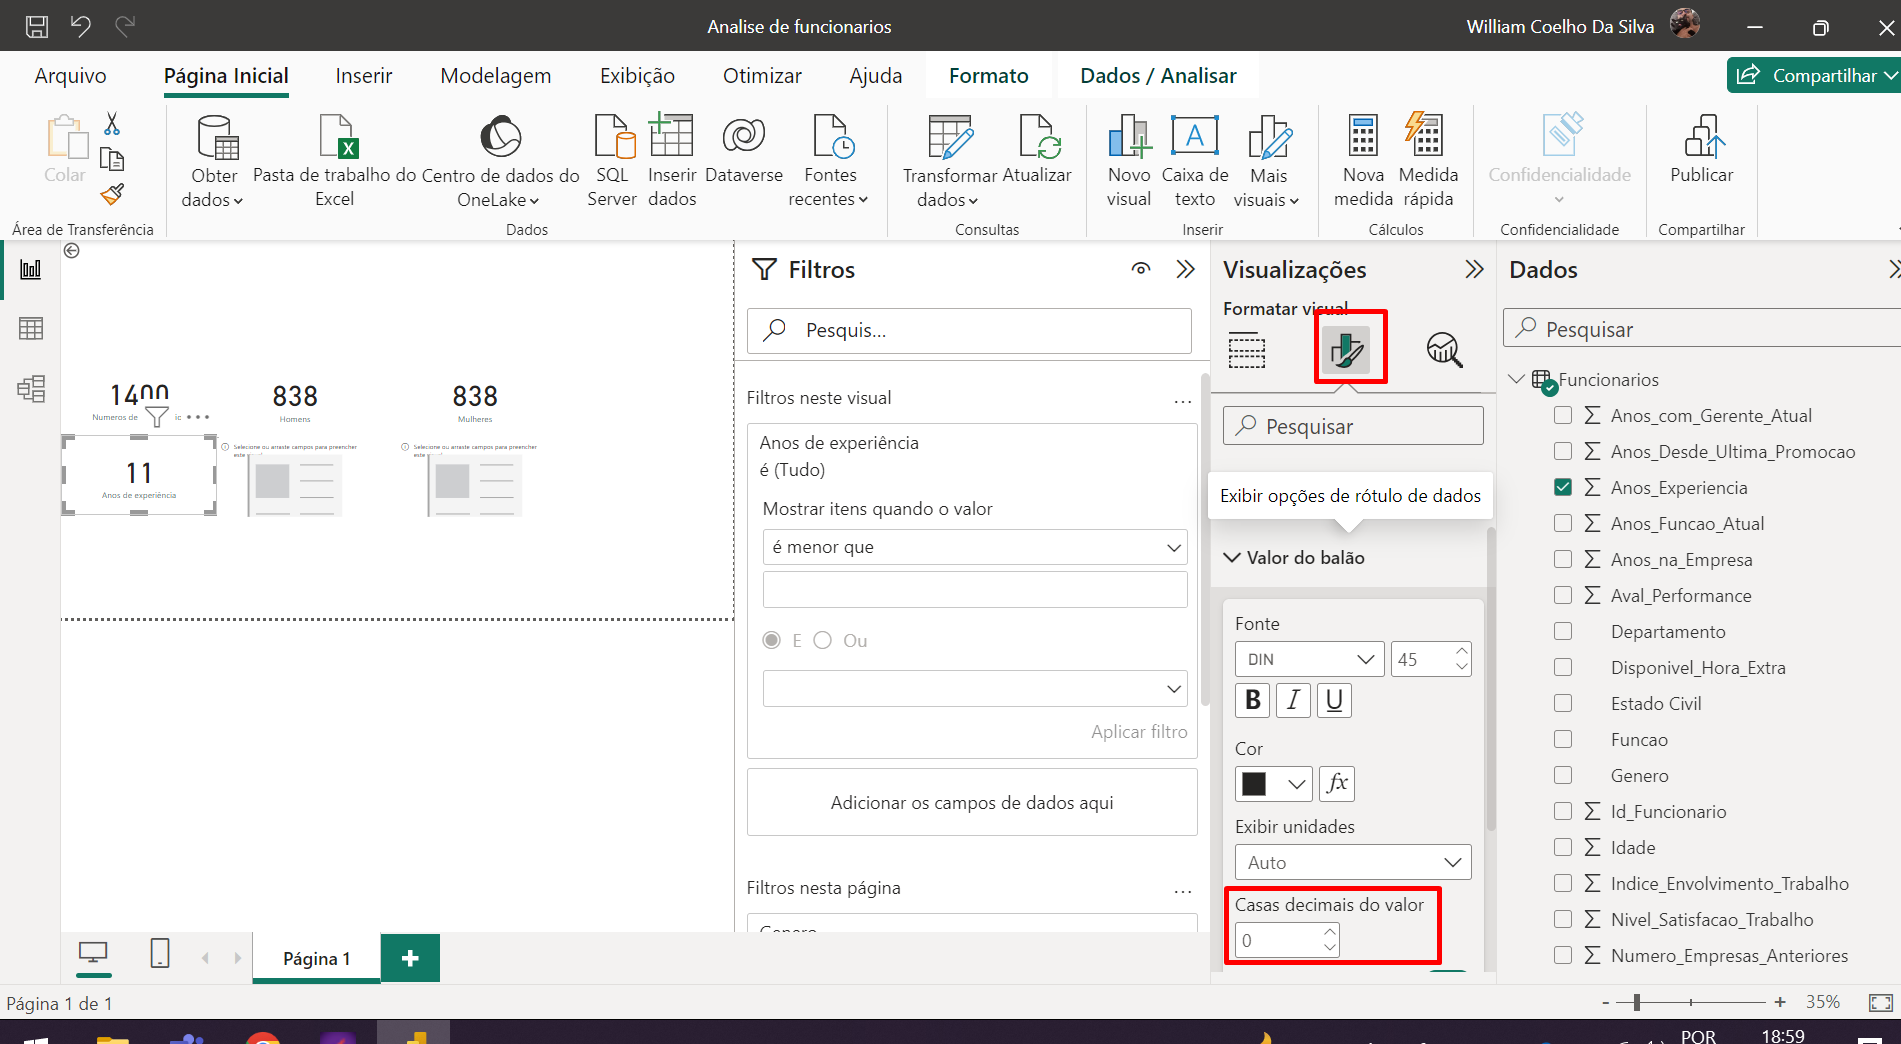 Analise de funcionarios
William Coelho Da Silva
Arquivo
Página Inicial
Inserir
Modelagem
Exibição
Otimizar
Ajuda
Formato
Dados / Analisar
Compartilhar
Colar
Obter
dados
Pasta de trabalho do
Excel
Centro de dados do
OneLake
SQL
Server
Inserir
dados
Dataverse
Fontes
recentes
Transformar
dados
Atualizar
Novo
visual
Caixa de
texto
Mais
visuais
Nova
medida
Medida
rápida
Confidencialidade
Publicar
Área de Transferência
Dados
Consultas
Inserir
Cálculos
Confidencialidade
Compartilhar
1400
Numeros de
ic
838
Homens
838
Mulheres
11
Anos de experiência
Selecione ou arraste campos para preencher
Selecione ou arraste campos para preencher
Filtros
Pesquis...
Filtros neste visual
Anos de experiência
é (Tudo)
Mostrar itens quando o valor
é menor que
E
Ou
Aplicar filtro
Adicionar os campos de dados aqui
Filtros nesta página
Genero
Visualizações
Formatar visual
Pesquisar
Exibir opções de rótulo de dados
Valor do balão
Fonte
DIN
45
B I U
Cor
fx
Exibir unidades
Auto
Casas decimais do valor
0
Dados
Pesquisar
Funcionarios
Anos_com_Gerente_Atual
Anos_Desde_Ultima_Promocao
Anos_Experiencia
Anos_Funcao_Atual
Anos_na_Empresa
Aval_Performance
Departamento
Disponivel_Hora_Extra
Estado Civil
Funcao
Genero
Id_Funcionario
Idade
Indice_Envolvimento_Trabalho
Nivel_Satisfacao_Trabalho
Numero_Empresas_Anteriores
Página 1
Página 1 de 1
35%
POR
18:59